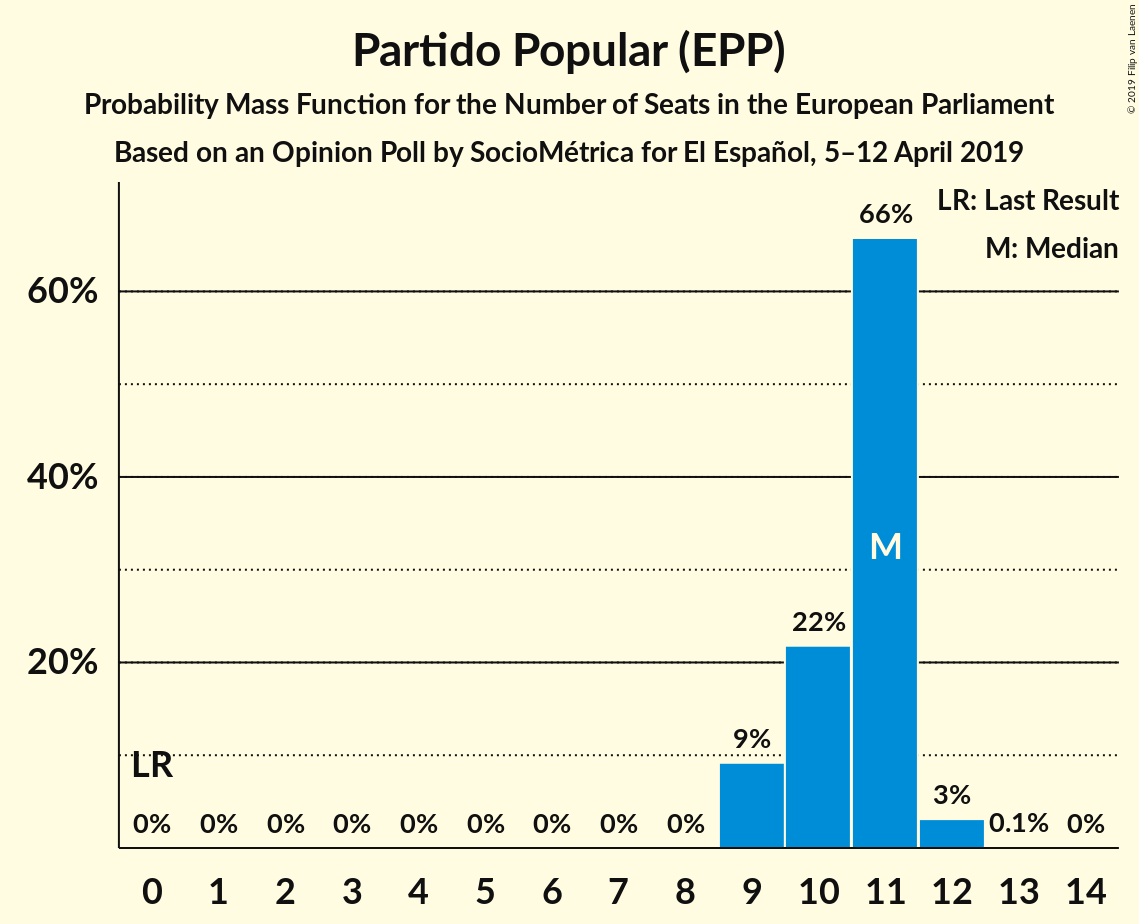 Partido Popular (EPP)
Probability Mass Function for the Number of Seats in the European Parliament
Based on an Opinion Poll by SocioMétrica for El Español, 5–12 April 2019
© 2019 Filip van Laenen
LR: Last Result
M: Median
66%
60%
40%
M
22%
20%
9%
LR
3%
0% 0% 0% 0% 0% 0% 0% 0% 0% 0.1% 0%
0 1 2 3 4 5 6 7 8 9 10 11 12 13 14